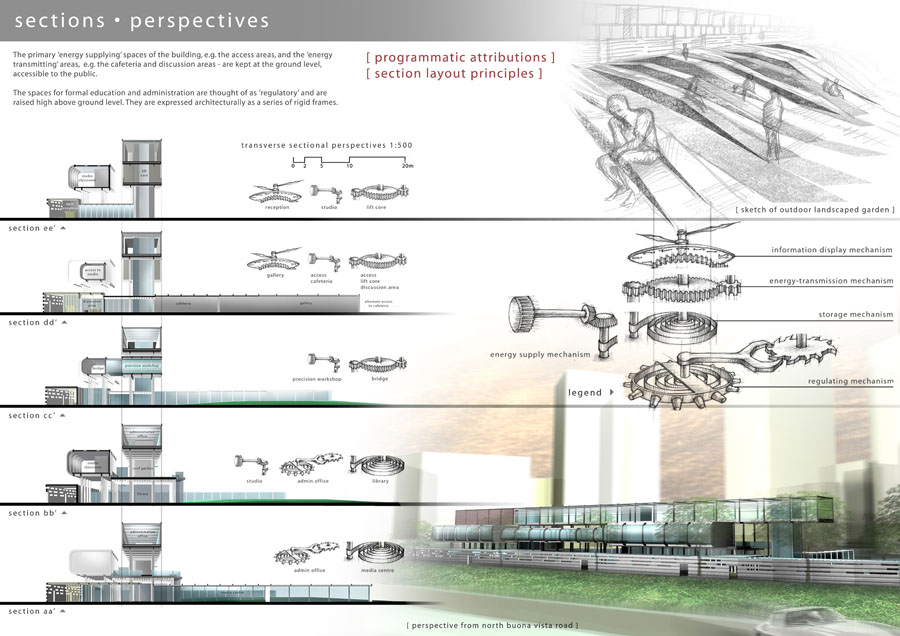 sections • perspectives
The primary 'energy supplying' spaces of the building, e.g. the access areas, and the 'energy
transmitting' areas, e.g. the cafeteria and discussion areas - are kept at the ground level,
accessible to the public.
The spaces for formal education and administration are thought of as 'regulatory' and are
raised high above ground level. They are expressed architecturally as a series of rigid frames.
[ programmatic attributions ]
[ section layout principles ]
transverse sectional perspectives 1:500
0 2 5 10 20m
reception studio lift core
[ sketch of outdoor landscaped garden ]
section ee'
access to
studio
gallery
access
cafeteria
access
lift core
discussion area
cafeteria
gallery
alternate access
to cafeteria
section dd'
information display mechanism
energy-transmission mechanism
storage mechanism
energy supply mechanism
regulating mechanism
legend
bridge
precision workshop
precision workshop bridge
section cc'
administrative
office
roof garden
library
studio admin office library
section bb'
administrative
office
admin office media centre
media centre
section aa'
[ perspective from north buona vista road ]